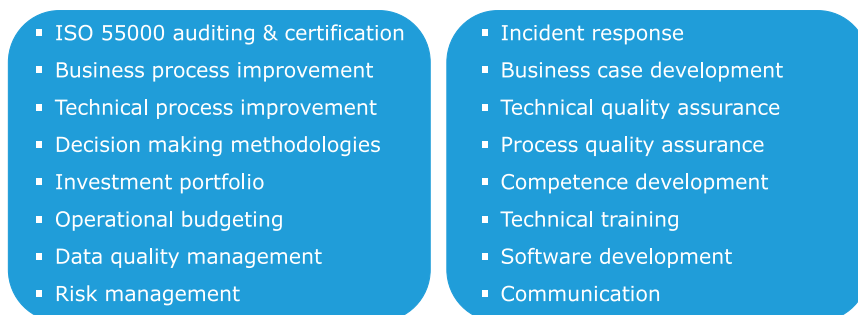 ▪ ISO 55000 auditing & certification
▪ Business process improvement
▪ Technical process improvement
▪ Decision making methodologies
▪ Investment portfolio
▪ Operational budgeting
▪ Data quality management
▪ Risk management
▪ Incident response
▪ Business case development
▪ Technical quality assurance
▪ Process quality assurance
▪ Competence development
▪ Technical training
▪ Software development
▪ Communication